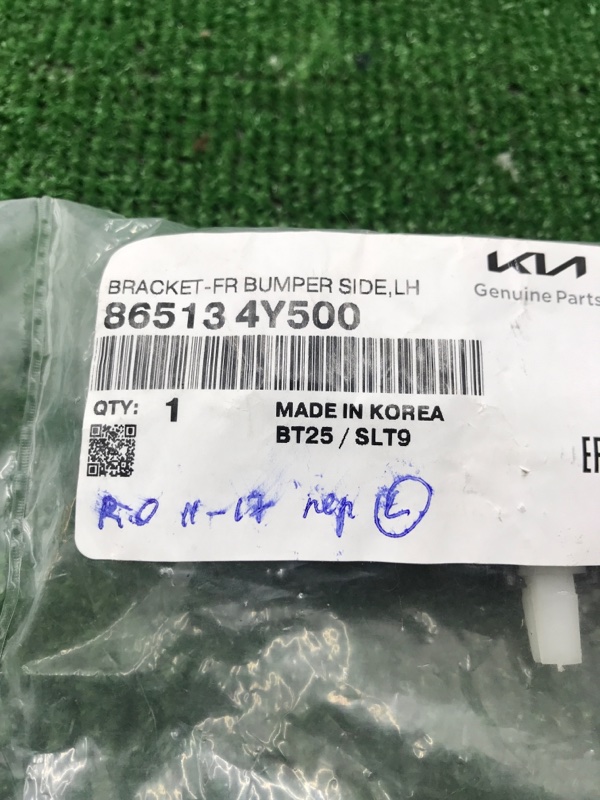 KIA
Genuine Parts
BRACKET-FR BUMPER SIDE,LH
86513 4Y500
QTY: 1
MADE IN KOREA
BT25 / SLT9
Rio 11-17 пер L